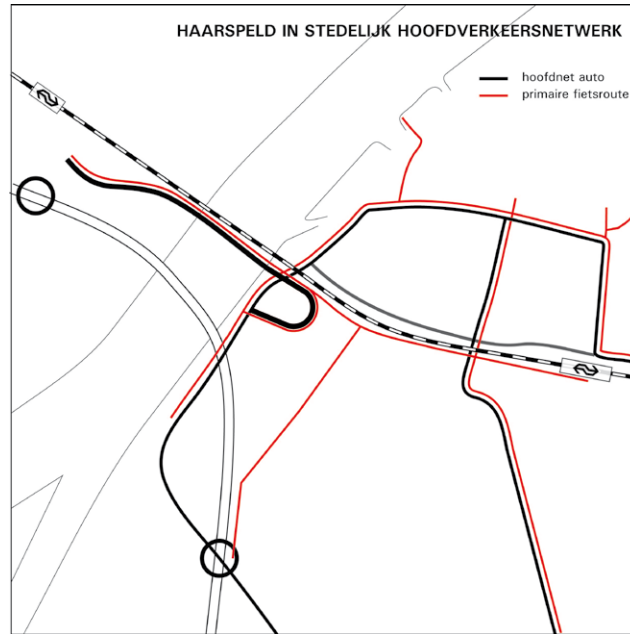 HAARSPELD IN STEDELIJK HOOFDVERKEERSNETWERK
hoofdnet auto
primaire fietsroute